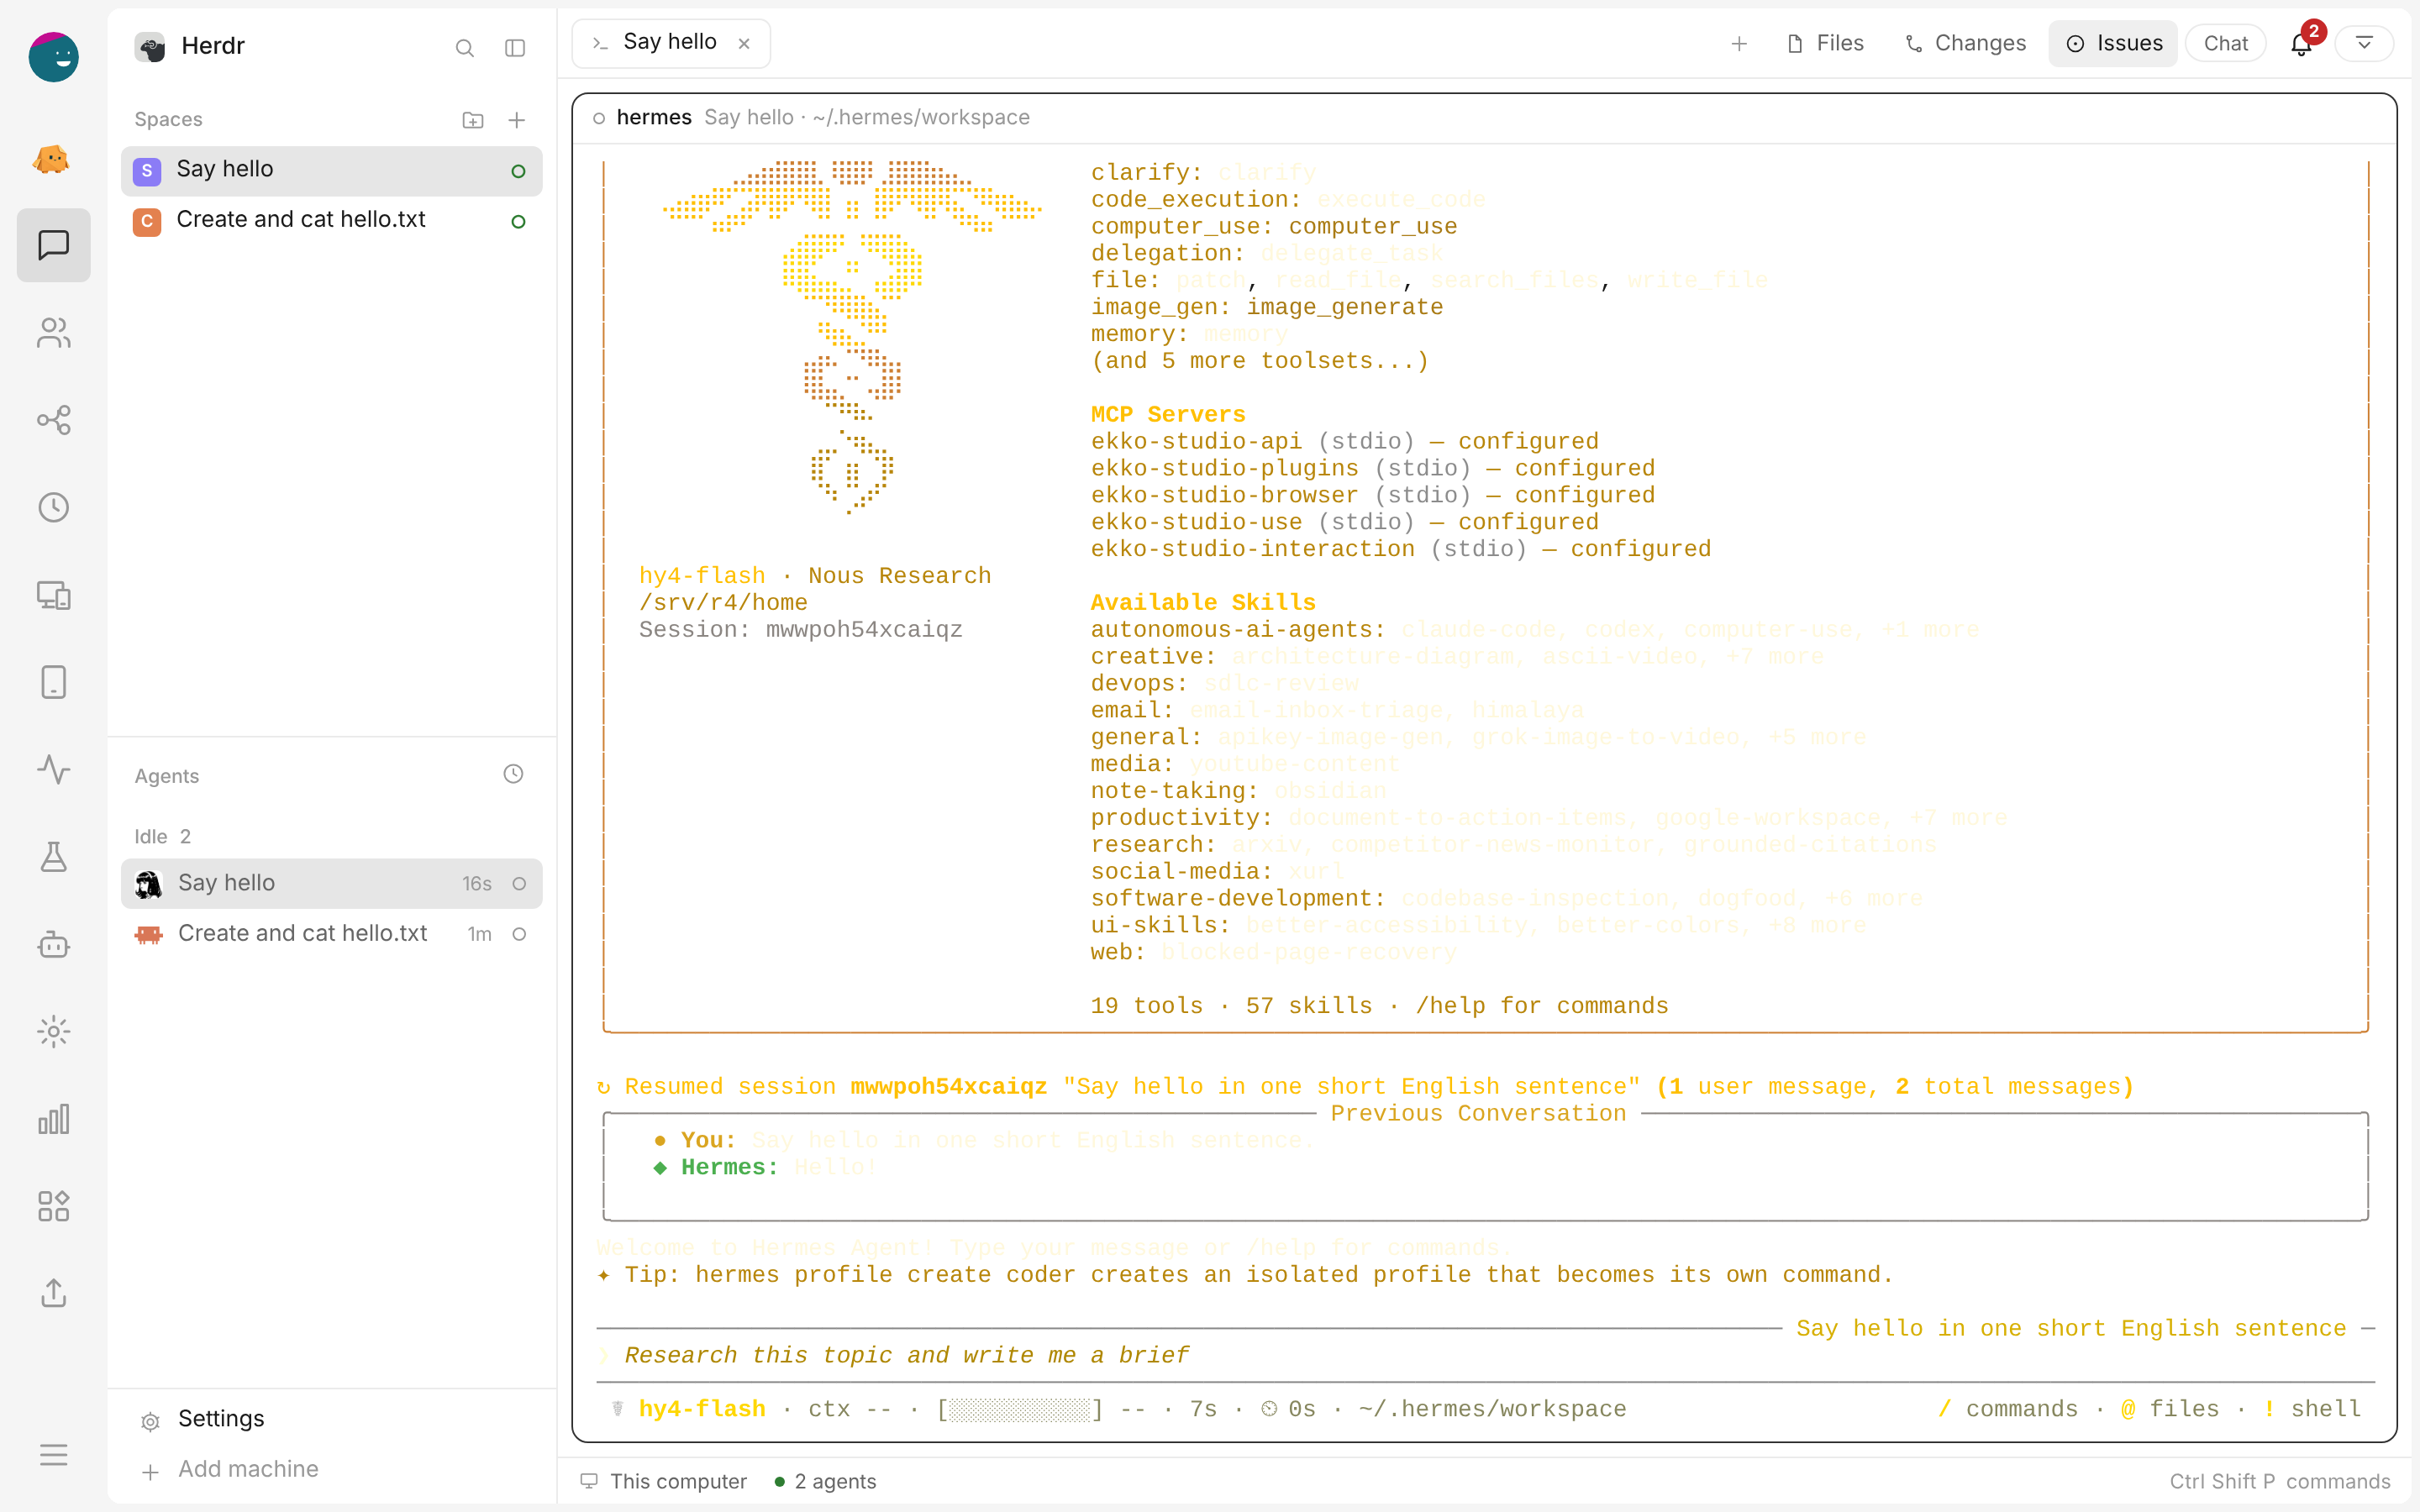 Herdr
Spaces
S Say hello
C Create and cat hello.txt
Agents
Idle 2
Say hello 16s
Create and cat hello.txt 1m
Settings
Add machine
Say hello
Files
Changes
Issues
Chat
2
hermes Say hello · ~/.hermes/workspace
clarify: clarify
code_execution: execute_code
computer_use: computer_use
delegation: delegate_task
file: patch, read_file, search_files, write_file
image_gen: image_generate
memory: memory
(and 5 more toolsets...)
MCP Servers
ekko-studio-api (stdio) — configured
ekko-studio-plugins (stdio) — configured
ekko-studio-browser (stdio) — configured
ekko-studio-use (stdio) — configured
ekko-studio-interaction (stdio) — configured
hy4-flash · Nous Research
/srv/r4/home
Session: mwwpoh54xcaiqz
Available Skills
autonomous-ai-agents: claude-code, codex, computer-use, +1 more
creative: architecture-diagram, ascii-video, +7 more
devops: sdlc-review
email: email-inbox-triage, himalaya
general: apikey-image-gen, grok-image-to-video, +5 more
media: youtube-content
note-taking: obsidian
productivity: document-to-action-items, google-workspace, +7 more
research: arxiv, competitor-news-monitor, grounded-citations
social-media: xurl
software-development: codebase-inspection, dogfood, +6 more
ui-skills: better-accessibility, better-colors, +8 more
web: blocked-page-recovery
19 tools · 57 skills · /help for commands
↻ Resumed session mwwpoh54xcaiqz "Say hello in one short English sentence" (1 user message, 2 total messages)
Previous Conversation
● You: Say hello in one short English sentence.
◆ Hermes: Hello!
Welcome to Hermes Agent! Type your message or /help for commands.
✦ Tip: hermes profile create coder creates an isolated profile that becomes its own command.
Say hello in one short English sentence
❯ Research this topic and write me a brief
hy4-flash · ctx -- · [░░░░░░░░░░] -- · 7s · ⏲ 0s · ~/.hermes/workspace
/ commands · @ files · ! shell
This computer ● 2 agents
Ctrl Shift P commands